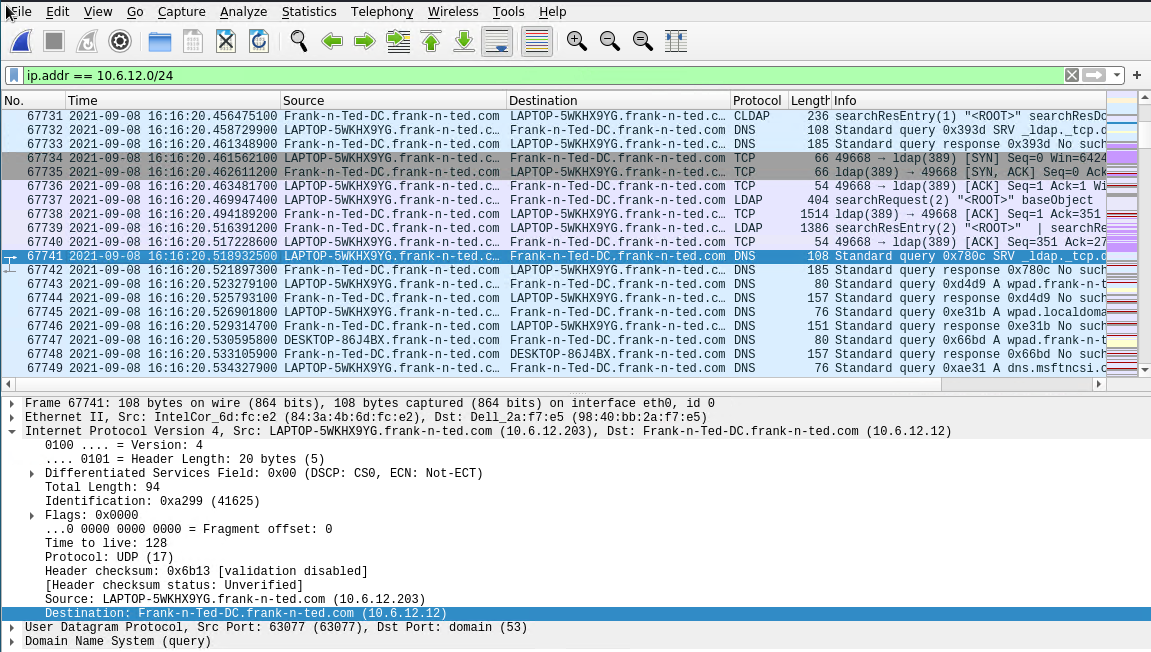 File Edit View Go Capture Analyze Statistics Telephony Wireless Tools Help
ip.addr == 10.6.12.0/24
No. Time Source Destination Protocol Length Info
67731 2021-09-08 16:16:20.456475100 Frank-n-Ted-DC.frank-n-ted.com LAPTOP-5WKHX9YG.frank-n-ted.c… CLDAP 236 searchResEntry(1) "<ROOT>" searchResDo
67732 2021-09-08 16:16:20.458729900 LAPTOP-5WKHX9YG.frank-n-ted.c… Frank-n-Ted-DC.frank-n-ted.com DNS 108 Standard query 0x393d SRV _ldap._tcp.d
67733 2021-09-08 16:16:20.461348900 Frank-n-Ted-DC.frank-n-ted.com LAPTOP-5WKHX9YG.frank-n-ted.c… DNS 185 Standard query response 0x393d No such
67734 2021-09-08 16:16:20.461562100 LAPTOP-5WKHX9YG.frank-n-ted.c… Frank-n-Ted-DC.frank-n-ted.com TCP 66 49668 → ldap(389) [SYN] Seq=0 Win=6424
67735 2021-09-08 16:16:20.462611200 Frank-n-Ted-DC.frank-n-ted.com LAPTOP-5WKHX9YG.frank-n-ted.c… TCP 66 ldap(389) → 49668 [SYN, ACK] Seq=0 Ack
67736 2021-09-08 16:16:20.463481700 LAPTOP-5WKHX9YG.frank-n-ted.c… Frank-n-Ted-DC.frank-n-ted.com TCP 54 49668 → ldap(389) [ACK] Seq=1 Ack=1 Wi
67737 2021-09-08 16:16:20.469947400 LAPTOP-5WKHX9YG.frank-n-ted.c… Frank-n-Ted-DC.frank-n-ted.com LDAP 404 searchRequest(2) "<ROOT>" baseObject
67738 2021-09-08 16:16:20.494189200 Frank-n-Ted-DC.frank-n-ted.com LAPTOP-5WKHX9YG.frank-n-ted.c… TCP 1514 ldap(389) → 49668 [ACK] Seq=1 Ack=351
67739 2021-09-08 16:16:20.516391200 Frank-n-Ted-DC.frank-n-ted.com LAPTOP-5WKHX9YG.frank-n-ted.c… LDAP 1386 searchResEntry(2) "<ROOT>" | searchRe
67740 2021-09-08 16:16:20.517228600 LAPTOP-5WKHX9YG.frank-n-ted.c… Frank-n-Ted-DC.frank-n-ted.com TCP 54 49668 → ldap(389) [ACK] Seq=351 Ack=27
67741 2021-09-08 16:16:20.518932500 LAPTOP-5WKHX9YG.frank-n-ted.c… Frank-n-Ted-DC.frank-n-ted.com DNS 108 Standard query 0x780c SRV _ldap._tcp.d
67742 2021-09-08 16:16:20.521897300 Frank-n-Ted-DC.frank-n-ted.com LAPTOP-5WKHX9YG.frank-n-ted.c… DNS 185 Standard query response 0x780c No such
67743 2021-09-08 16:16:20.523279100 LAPTOP-5WKHX9YG.frank-n-ted.c… Frank-n-Ted-DC.frank-n-ted.com DNS 80 Standard query 0xd4d9 A wpad.frank-n-t
67744 2021-09-08 16:16:20.525793100 Frank-n-Ted-DC.frank-n-ted.com LAPTOP-5WKHX9YG.frank-n-ted.c… DNS 157 Standard query response 0xd4d9 No such
67745 2021-09-08 16:16:20.526901800 LAPTOP-5WKHX9YG.frank-n-ted.c… Frank-n-Ted-DC.frank-n-ted.com DNS 76 Standard query 0xe31b A wpad.localdoma
67746 2021-09-08 16:16:20.529314700 Frank-n-Ted-DC.frank-n-ted.com LAPTOP-5WKHX9YG.frank-n-ted.c… DNS 151 Standard query response 0xe31b No such
67747 2021-09-08 16:16:20.530595800 DESKTOP-86J4BX.frank-n-ted.com Frank-n-Ted-DC.frank-n-ted.com DNS 80 Standard query 0x66bd A wpad.frank-n-t
67748 2021-09-08 16:16:20.533105900 Frank-n-Ted-DC.frank-n-ted.com DESKTOP-86J4BX.frank-n-ted.com DNS 157 Standard query response 0x66bd No such
67749 2021-09-08 16:16:20.534327900 LAPTOP-5WKHX9YG.frank-n-ted.c… Frank-n-Ted-DC.frank-n-ted.com DNS 76 Standard query 0xae31 A dns.msftncsi.c
Frame 67741: 108 bytes on wire (864 bits), 108 bytes captured (864 bits) on interface eth0, id 0
Ethernet II, Src: IntelCor_6d:fc:e2 (84:3a:4b:6d:fc:e2), Dst: Dell_2a:f7:e5 (98:40:bb:2a:f7:e5)
Internet Protocol Version 4, Src: LAPTOP-5WKHX9YG.frank-n-ted.com (10.6.12.203), Dst: Frank-n-Ted-DC.frank-n-ted.com (10.6.12.12)
0100 .... = Version: 4
.... 0101 = Header Length: 20 bytes (5)
Differentiated Services Field: 0x00 (DSCP: CS0, ECN: Not-ECT)
Total Length: 94
Identification: 0xa299 (41625)
Flags: 0x0000
...0 0000 0000 0000 = Fragment offset: 0
Time to live: 128
Protocol: UDP (17)
Header checksum: 0x6b13 [validation disabled]
[Header checksum status: Unverified]
Source: LAPTOP-5WKHX9YG.frank-n-ted.com (10.6.12.203)
Destination: Frank-n-Ted-DC.frank-n-ted.com (10.6.12.12)
User Datagram Protocol, Src Port: 63077 (63077), Dst Port: domain (53)
Domain Name System (query)